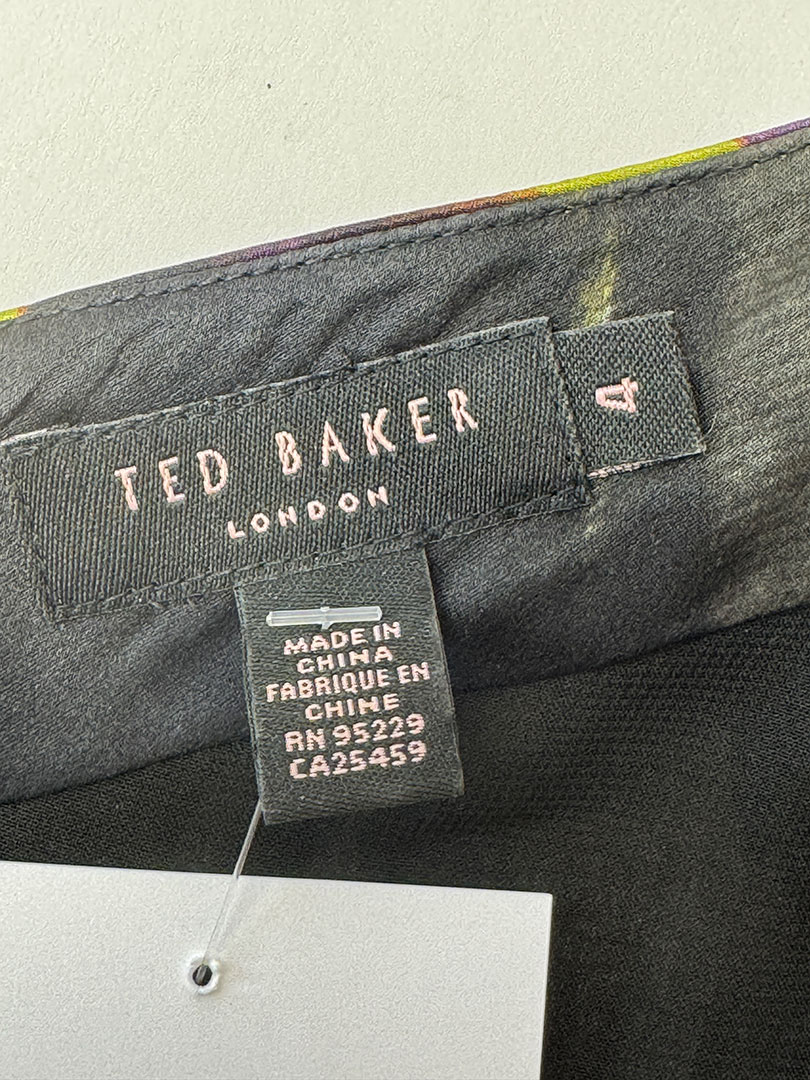 TED BAKER
LONDON
4
MADE IN
CHINA
FABRIQUE EN
CHINE
RN 95229
CA25459